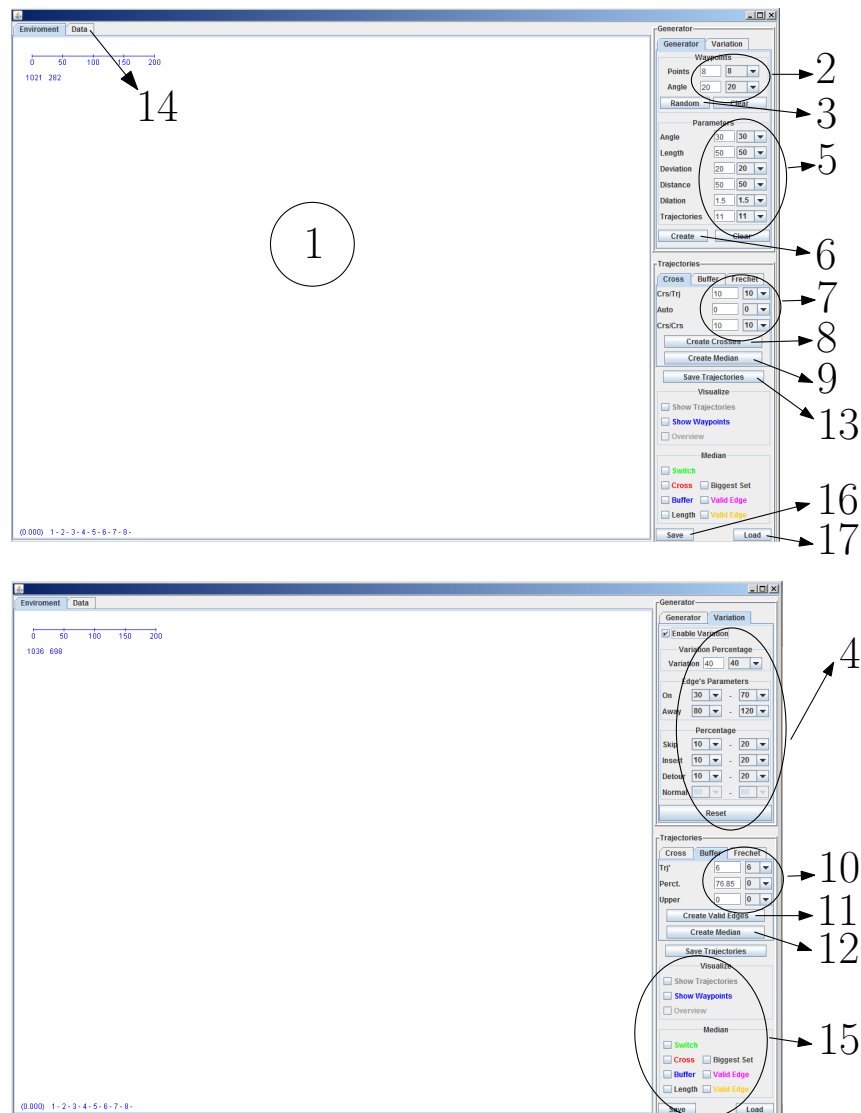 Enviroment Data
0 50 100 150 200
1021 282
14
1
(0.000) 1 - 2 - 3 - 4 - 5 - 6 - 7 - 8 -
Generator
Generator Variation
Waypoints
Points 8 8
Angle 20 20
2
Random Clear
3
Parameters
Angle 30 30
Length 50 50
Deviation 20 20
Distance 50 50
Dilation 1.5 1.5
Trajectories 11 11
5
Create Clear
6
Trajectories
Cross Buffer Frechet
Crs/Trj 10 10
Auto 0 0
Crs/Crs 10 10
7
Create Crosses
8
Create Median
9
Save Trajectories
13
Visualize
Show Trajectories
Show Waypoints
Overview
Median
Switch
Cross Biggest Set
Buffer Valid Edge
Length Valid Edge
Save Load
16
17
Enviroment Data
0 50 100 150 200
1036 698
(0.000) 1 - 2 - 3 - 4 - 5 - 6 - 7 - 8 -
Generator
Generator Variation
Enable Variation
Variation Percentage
Variation 40 40
Edge's Parameters
On 30 - 70
Away 80 - 120
Percentage
Skip 10 - 20
Insert 10 - 20
Detour 10 - 20
Normal -
Reset
4
Trajectories
Cross Buffer Frechet
Trj' 6 6
Perct. 76.85 0
Upper 0 0
10
Create Valid Edges
11
Create Median
12
Save Trajectories
Visualize
Show Trajectories
Show Waypoints
Overview
Median
Switch
Cross Biggest Set
Buffer Valid Edge
Length Valid Edge
15
Save Load